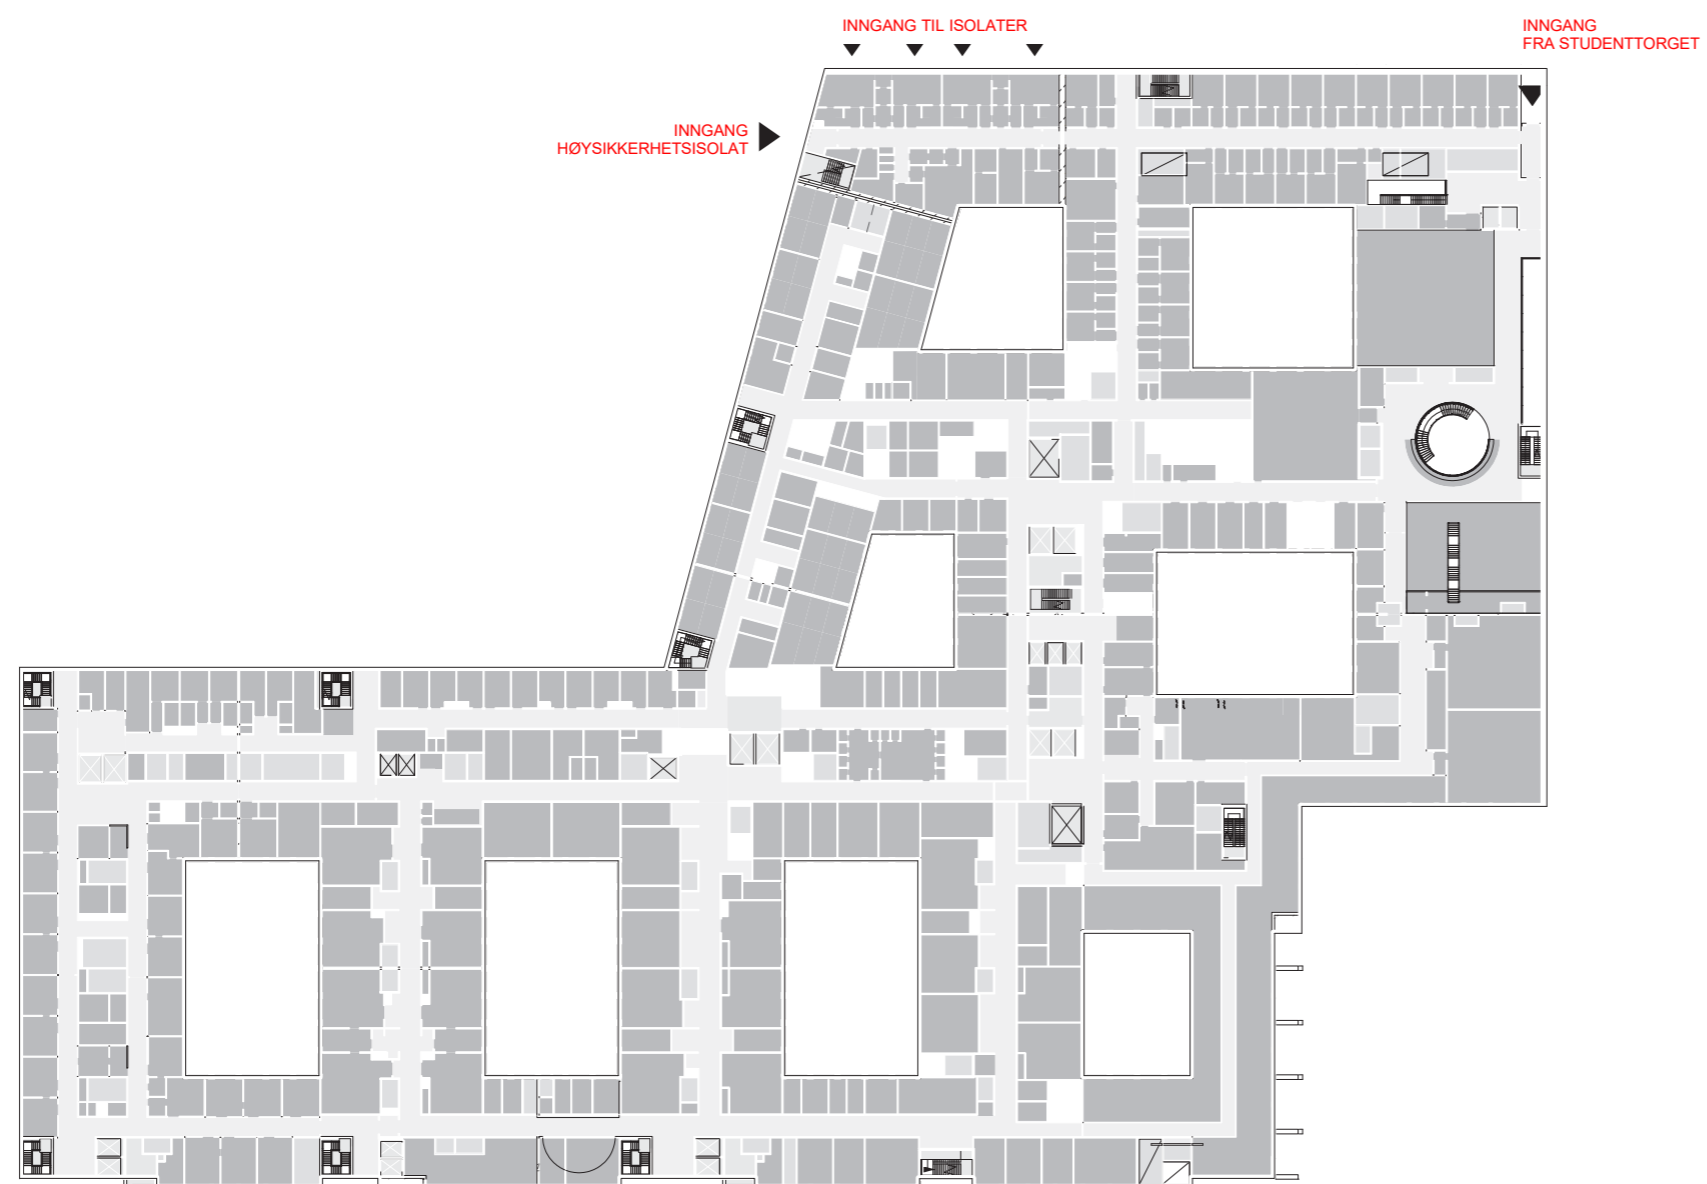 INNGANG TIL ISOLATER
INNGANG
FRA STUDENTTORGET
INNGANG
HØYSIKKERHETSISOLAT